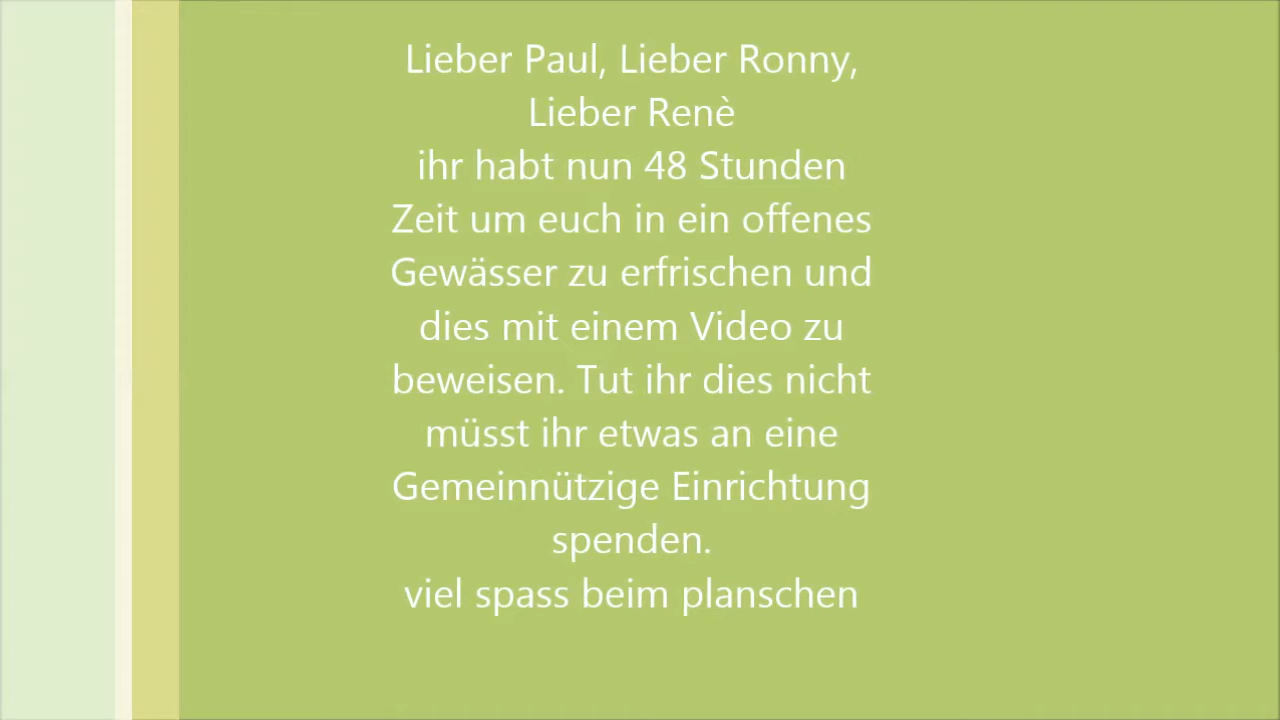 Lieber Paul, Lieber Ronny,
Lieber Renè
ihr habt nun 48 Stunden
Zeit um euch in ein offenes
Gewässer zu erfrischen und
dies mit einem Video zu
beweisen. Tut ihr dies nicht
müsst ihr etwas an eine
Gemeinnützige Einrichtung
spenden.
viel spass beim planschen